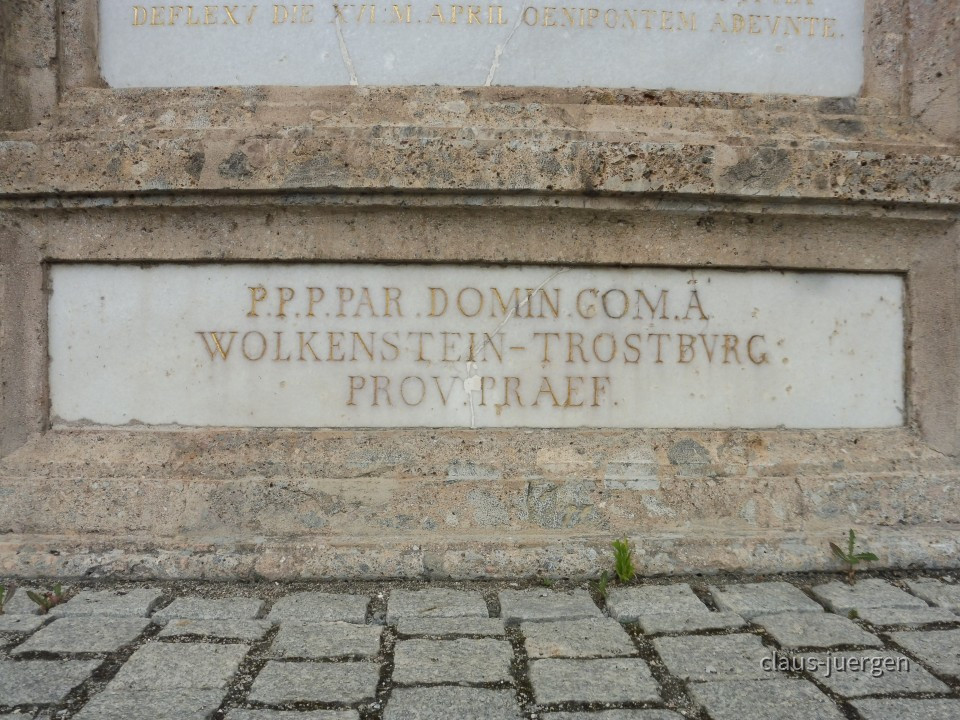 DEFLEXV DIE XVI. M. APRIL OENIPONTEM ADEVNTE.
P.P.P.PAR.DOMIN.COM.Ä
WOLKENSTEIN-TROSTBVRG
PROV. PRAEF.
claus-juergen